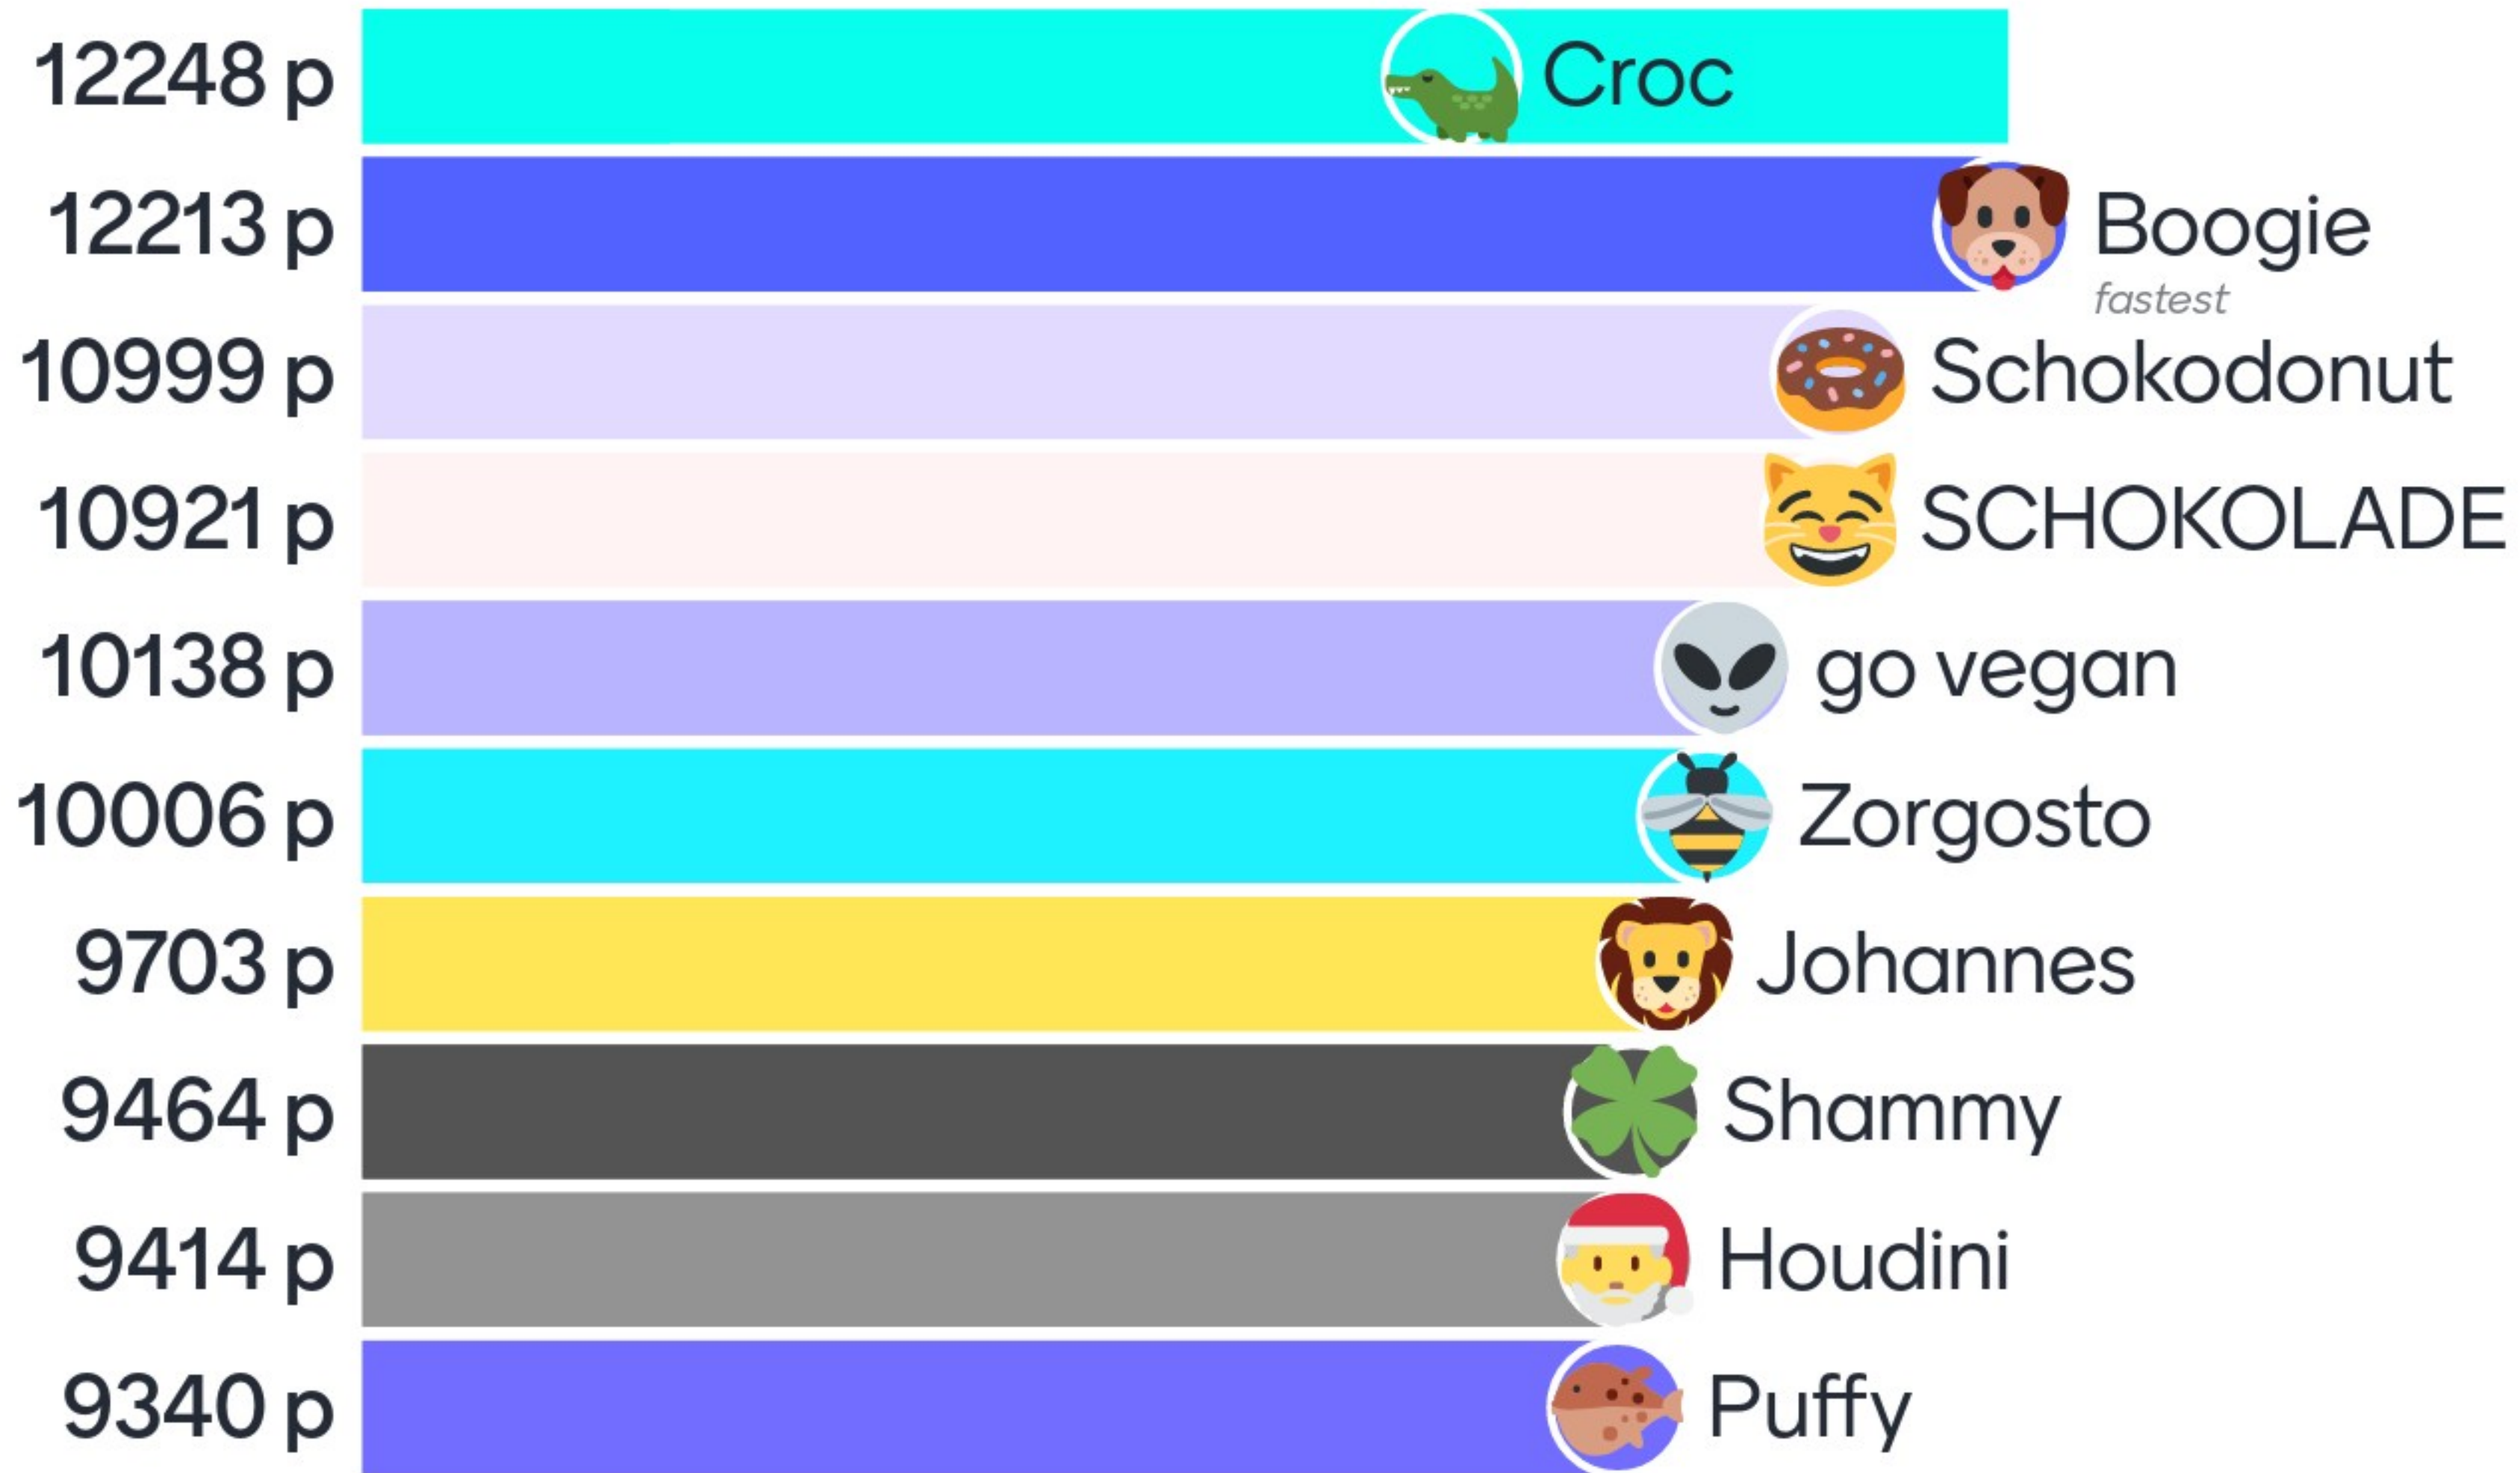 12248 p Croc
12213 p Boogie
fastest
10999 p Schokodonut
10921 p SCHOKOLADE
10138 p go vegan
10006 p Zorgosto
9703 p Johannes
9464 p Shammy
9414 p Houdini
9340 p Puffy